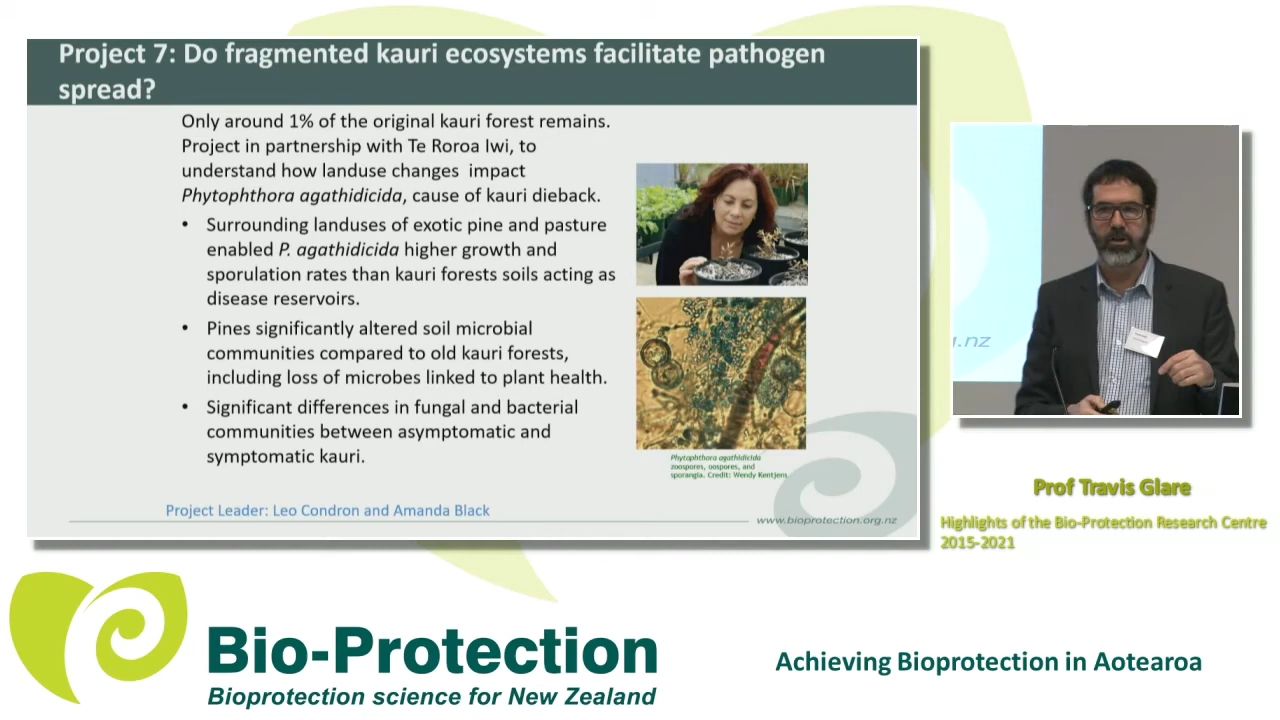 Project 7: Do fragmented kauri ecosystems facilitate pathogen
spread?
Only around 1% of the original kauri forest remains.
Project in partnership with Te Roroa Iwi, to
understand how landuse changes impact
Phytophthora agathidicida, cause of kauri dieback.
• Surrounding landuses of exotic pine and pasture
enabled P. agathidicida higher growth and
sporulation rates than kauri forests soils acting as
disease reservoirs.
• Pines significantly altered soil microbial
communities compared to old kauri forests,
including loss of microbes linked to plant health.
• Significant differences in fungal and bacterial
communities between asymptomatic and
symptomatic kauri.
Phytophthora agathidicida
zoospores, oospores, and
sporangia. Credit: Wendy Kentjens
Project Leader: Leo Condron and Amanda Black
www.bioprotection.org.nz
g.nz
Prof Travis Glare
Highlights of the Bio-Protection Research Centre
2015-2021
Bio-Protection
Bioprotection science for New Zealand
Achieving Bioprotection in Aotearoa